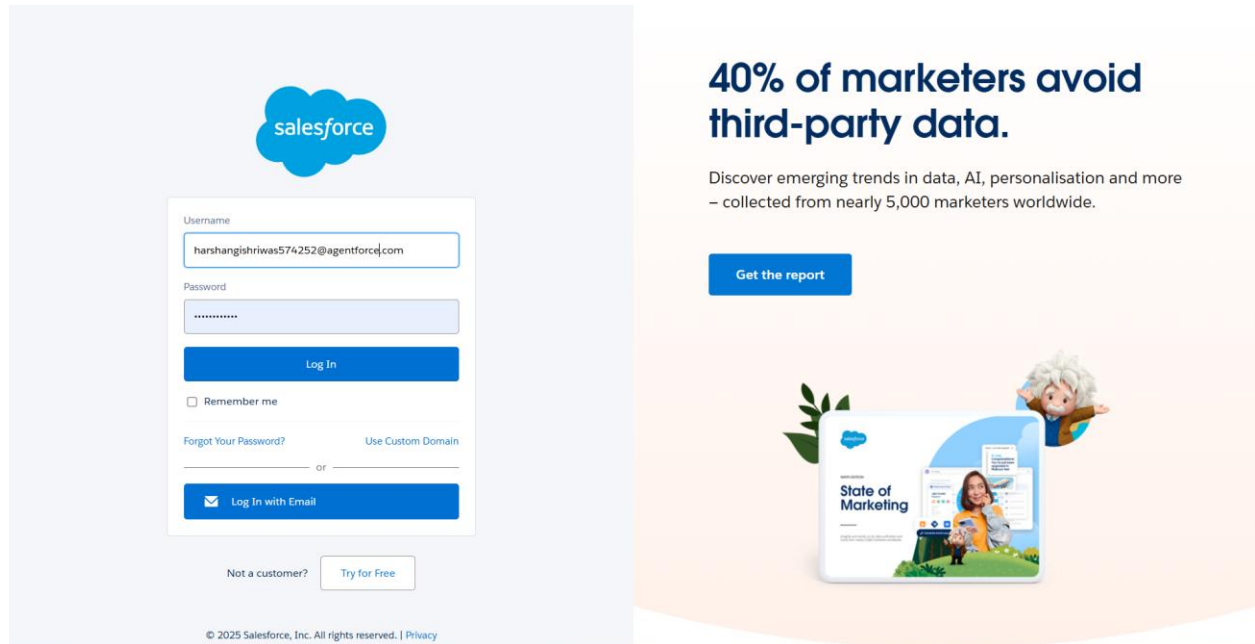 salesforce
Username
harshangishriwas574252@agentforce.com
Password
••••••••••••
Log In
Remember me
Forgot Your Password?
Use Custom Domain
or
Log In with Email
Not a customer?
Try for Free
© 2025 Salesforce, Inc. All rights reserved. | Privacy
40% of marketers avoid
third-party data.
Discover emerging trends in data, AI, personalisation and more
– collected from nearly 5,000 marketers worldwide.
Get the report
salesforce
State of
Marketing